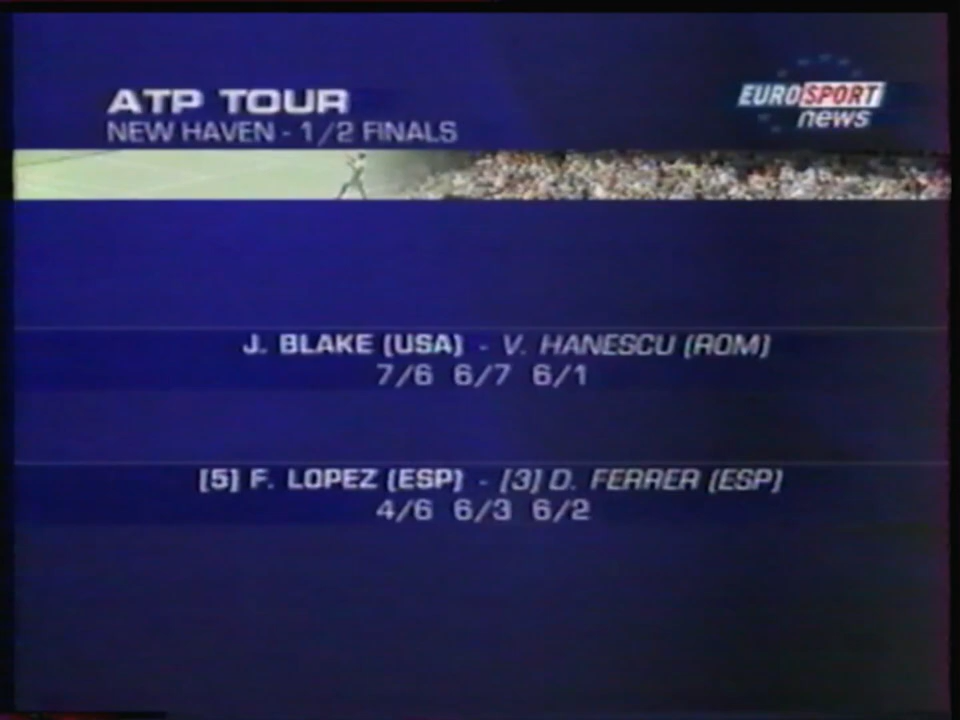 ATP TOUR
NEW HAVEN - 1/2 FINALS
EUROSPORT
news
J. BLAKE (USA) - V. HANESCU (ROM)
7/6 6/7 6/1
[5] F. LOPEZ (ESP) - [3] D. FERRER (ESP)
4/6 6/3 6/2